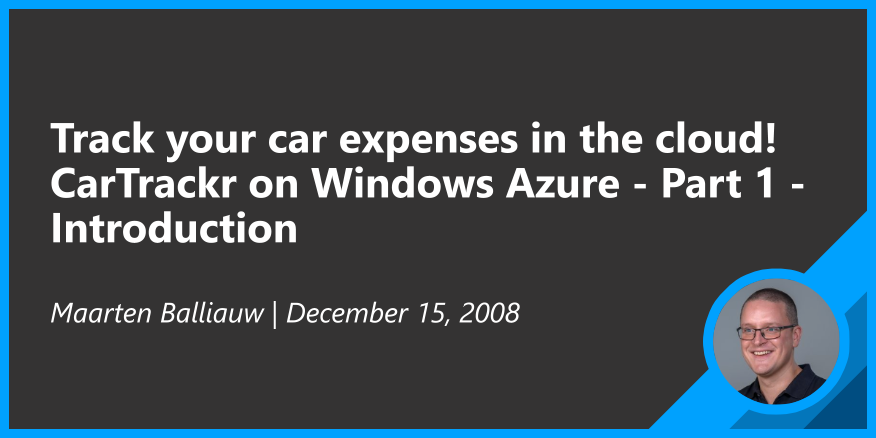 Track your car expenses in the cloud!
CarTrackr on Windows Azure - Part 1 -
Introduction
Maarten Balliauw | December 15, 2008